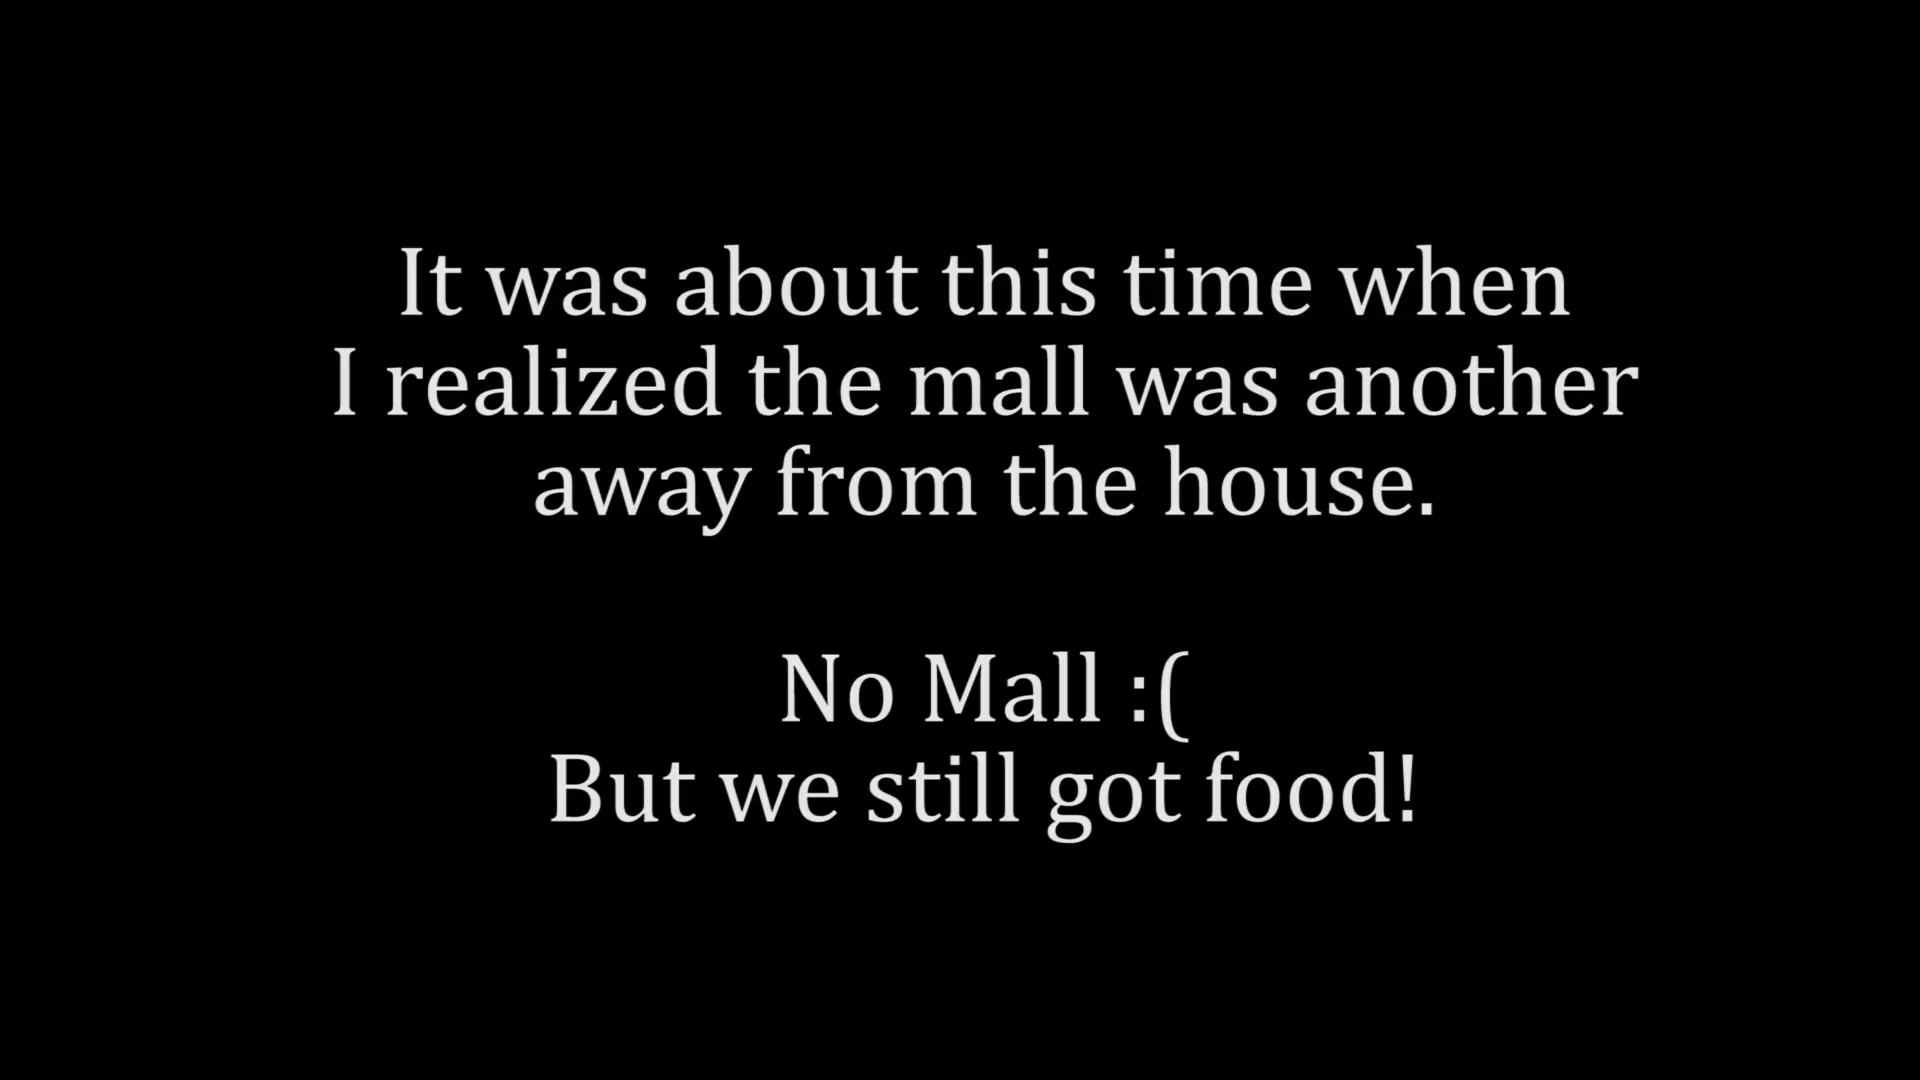 It was about this time when
I realized the mall was another
away from the house.
No Mall :(
But we still got food!